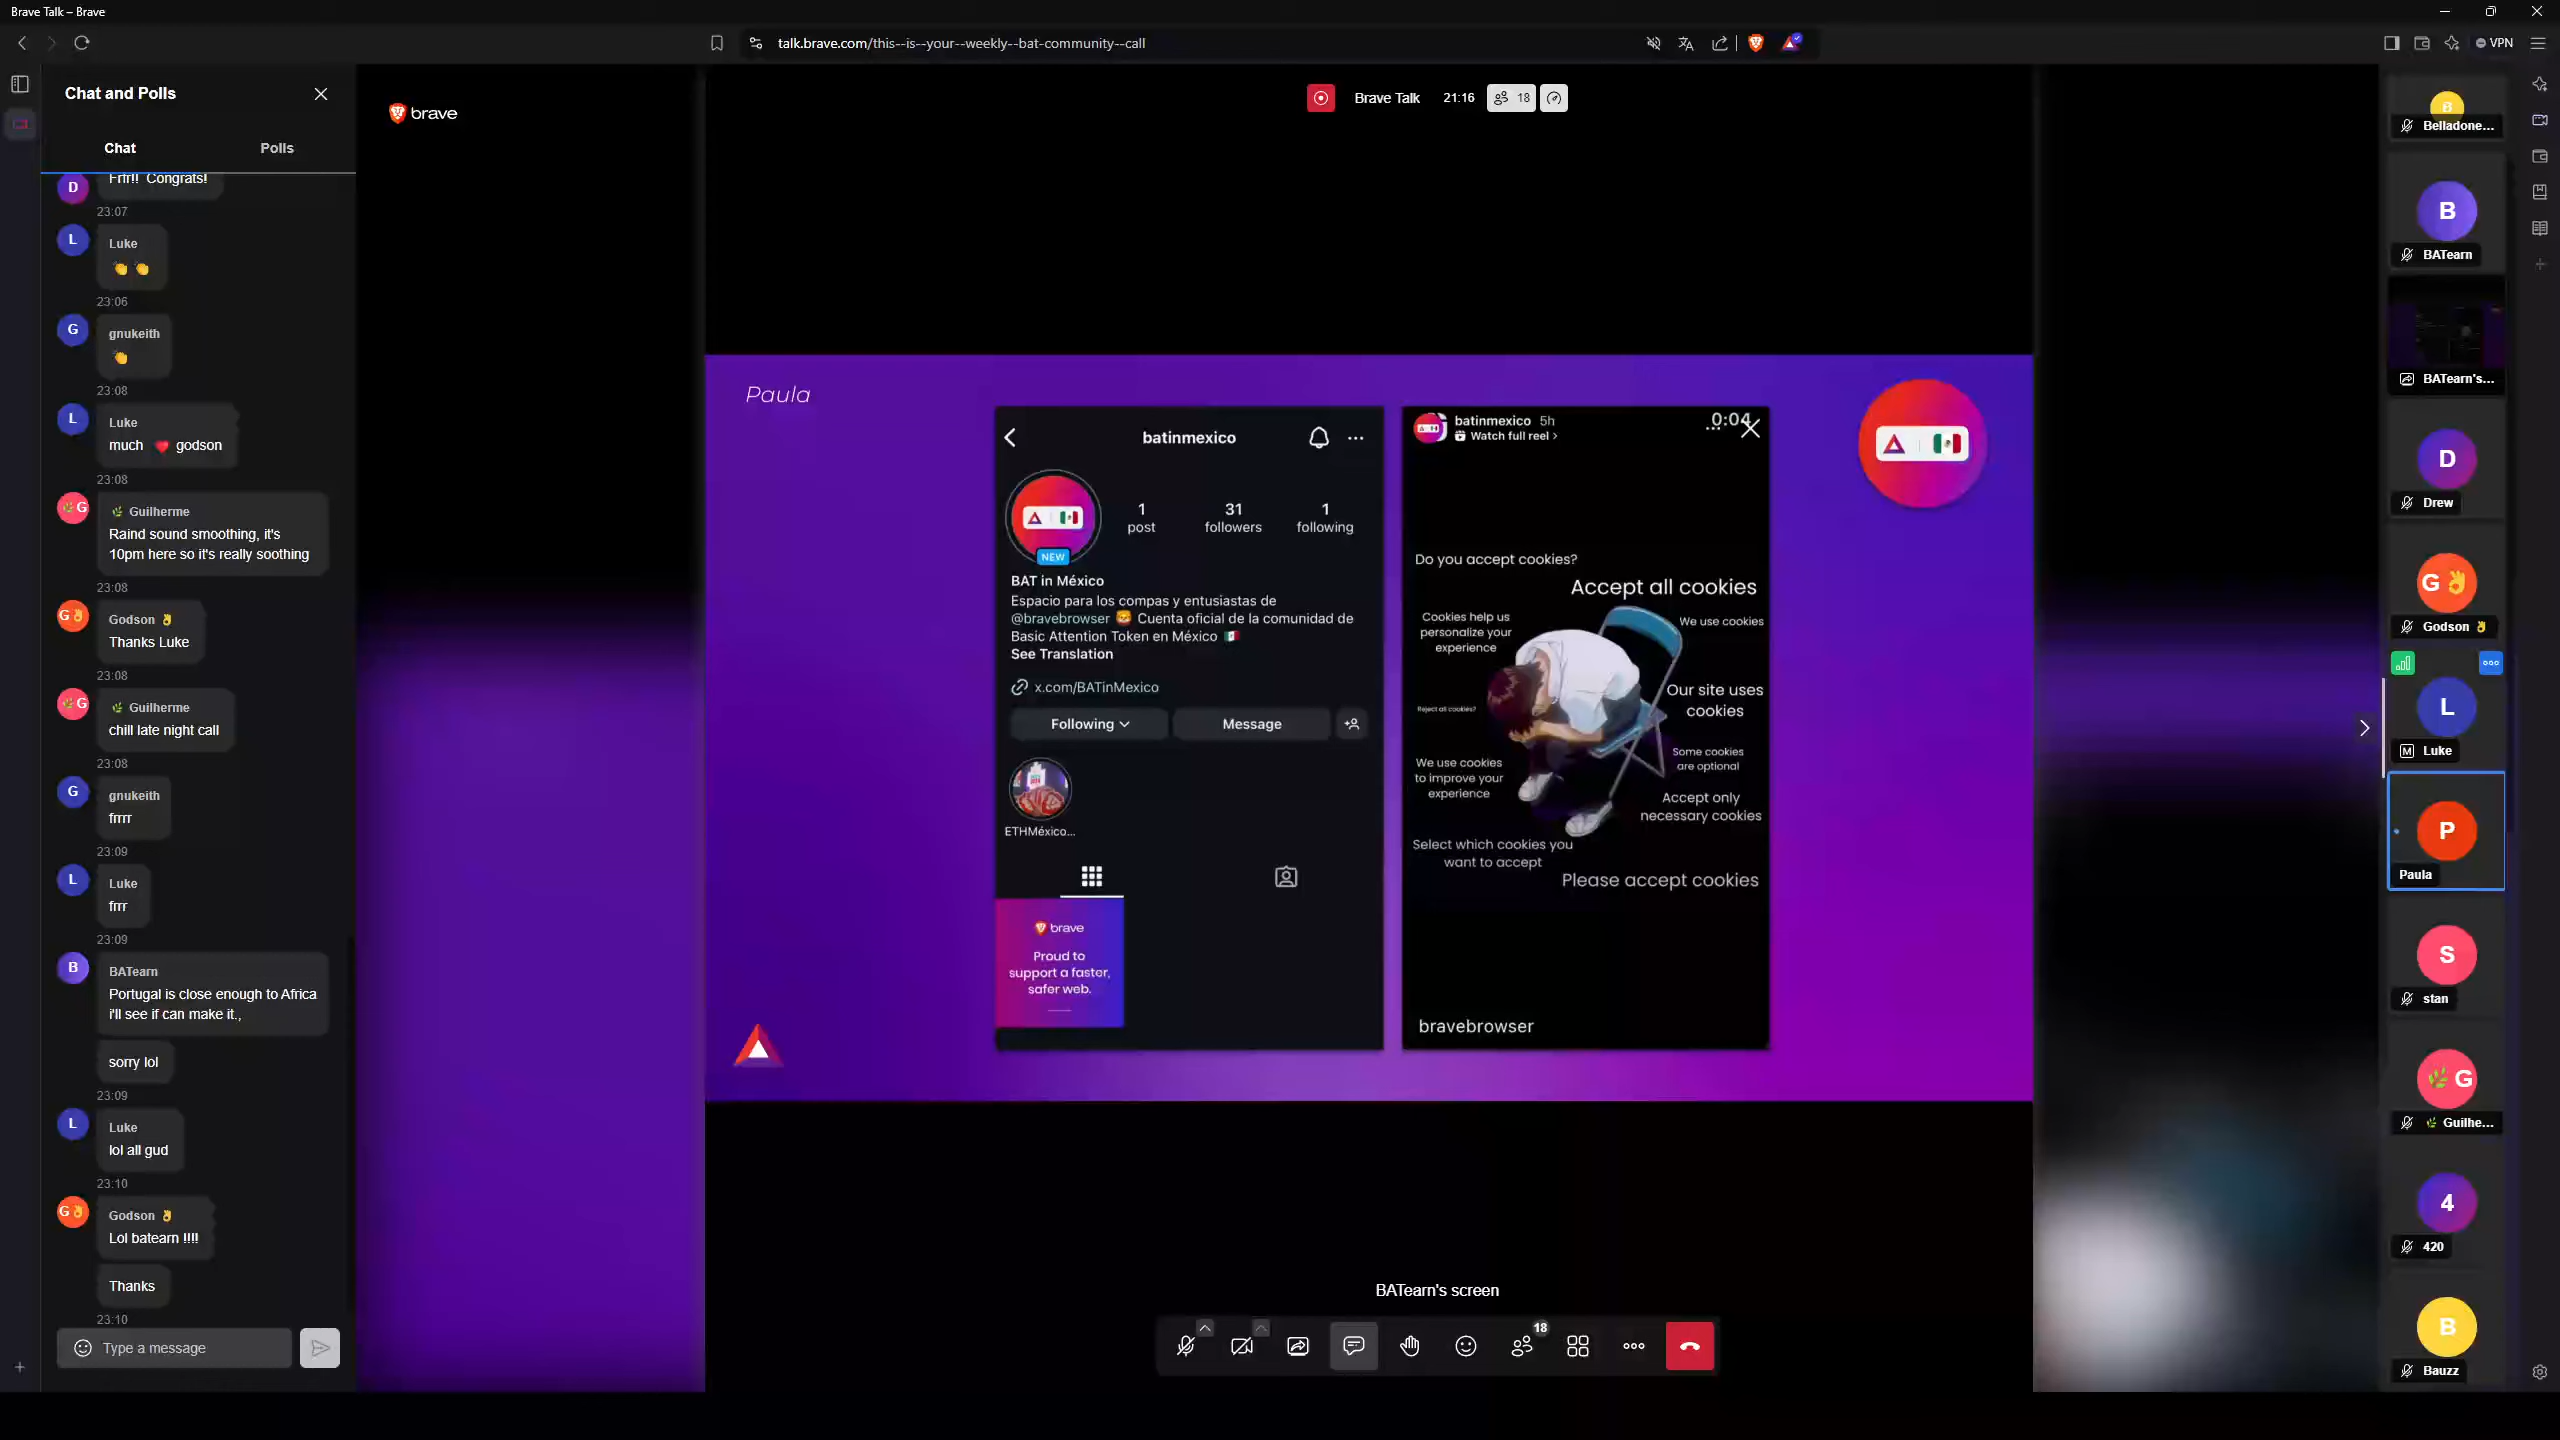 Brave Talk – Brave
talk.brave.com/this--is--your--weekly--bat-community--call
VPN
Chat and Polls
Chat
Polls
Frfr!! Congrats!
D
23:07
L
Luke
👏 👏
23:06
G
gnukeith
👏
23:08
L
Luke
much ❤️ godson
23:08
🌿 G
🌿 Guilherme
Raind sound smoothing, it's
10pm here so it's really soothing
23:08
G👌
Godson 👌
Thanks Luke
23:08
🌿 G
🌿 Guilherme
chill late night call
23:08
G
gnukeith
frrrr
23:09
L
Luke
frrr
23:09
B
BATearn
Portugal is close enough to Africa
i'll see if can make it.,
sorry lol
23:09
L
Luke
lol all gud
23:10
G👌
Godson 👌
Lol batearn !!!!
Thanks
23:10
Type a message
brave
Brave Talk
21:16
18
Paula
batinmexico
1
post
31
followers
1
following
NEW
BAT in México
Espacio para los compas y entusiastas de
@bravebrowser 🦁 Cuenta oficial de la comunidad de
Basic Attention Token en México 🇲🇽
See Translation
x.com/BATinMexico
Following
Message
ETHMéxico...
brave
Proud to
support a faster,
safer web.
batinmexico 5h
Watch full reel >
0:04
Do you accept cookies?
Accept all cookies
Cookies help us
personalize your
experience
We use cookies
Our site uses
cookies
Reject all cookies?
Some cookies
are optional
We use cookies
to improve your
experience
Accept only
necessary cookies
Select which cookies you
want to accept
Please accept cookies
bravebrowser
BATearn's screen
18
B
Belladone...
B
BATearn
BATearn's...
D
Drew
G👌
Godson 👌
L
M Luke
P
Paula
S
stan
🌿 G
🌿 Guilhe...
4
420
B
Bauzz